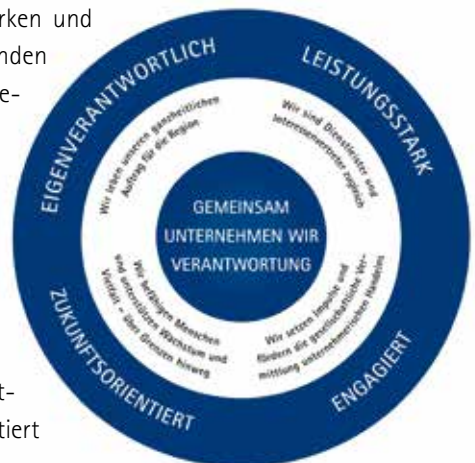 rken und
nden
e-
EIGENVERANTWORTLICH
LEISTUNGSSTARK
Wir leben unseren ganzheitlichen
Auftrag für die Region
Wir sind Dienstleister und
Interessenvertreter zugleich
GEMEINSAM
UNTERNEHMEN WIR
VERANTWORTUNG
Wir befähigen Menschen
und unterstützen Wachstum und
Vielfalt – über Grenzen hinweg
Wir setzen Impulse und
fördern die gesellschaftliche Ver-
mittlung unternehmerischen Handelns
ZUKUNFTSORIENTIERT
ENGAGIERT
t-
tiert